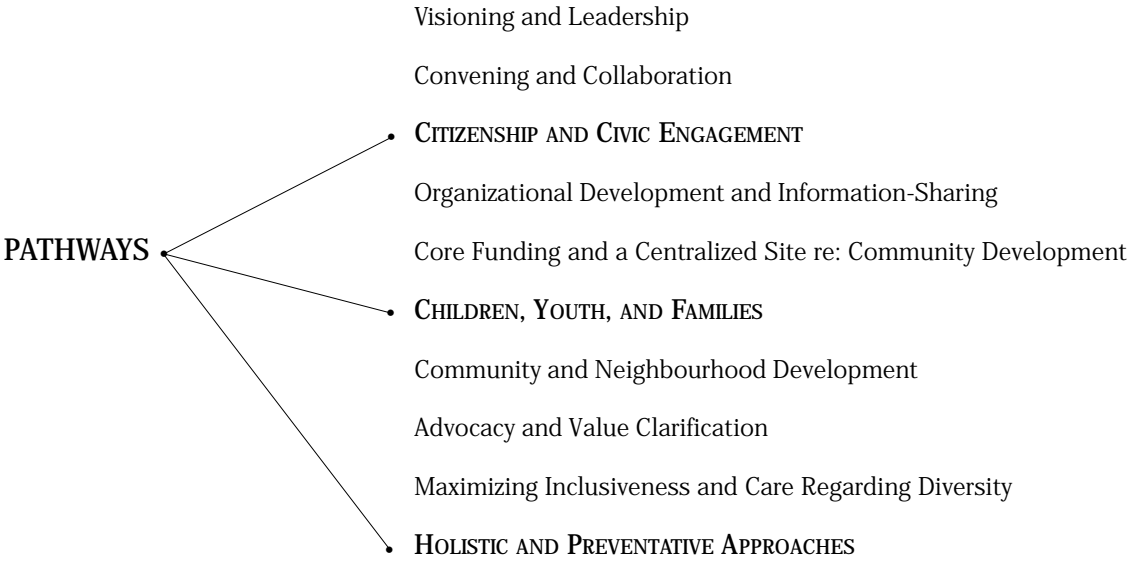 Visioning and Leadership
Convening and Collaboration
CITIZENSHIP AND CIVIC ENGAGEMENT
Organizational Development and Information-Sharing
PATHWAYS
Core Funding and a Centralized Site re: Community Development
CHILDREN, YOUTH, AND FAMILIES
Community and Neighbourhood Development
Advocacy and Value Clarification
Maximizing Inclusiveness and Care Regarding Diversity
HOLISTIC AND PREVENTATIVE APPROACHES